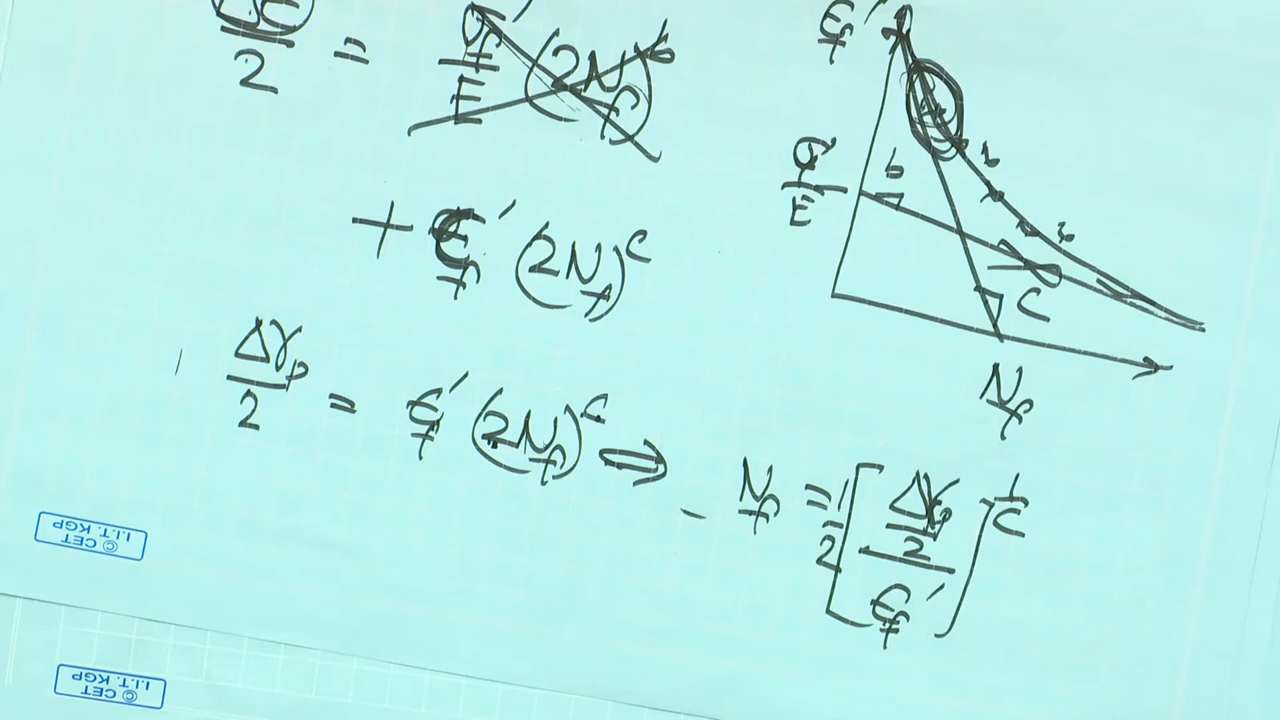 Δε/2 = σf'/E (2Nf)^b
+ εf' (2Nf)^c
Δγp/2 = εf' (2Nf)^c ⇒ Nf = 1/2 [(Δγp/2)/εf']^(1/c)
εf'
σf'/E
b
c
Nf
© CET
I.I.T. KGP
© CET
I.I.T. KGP